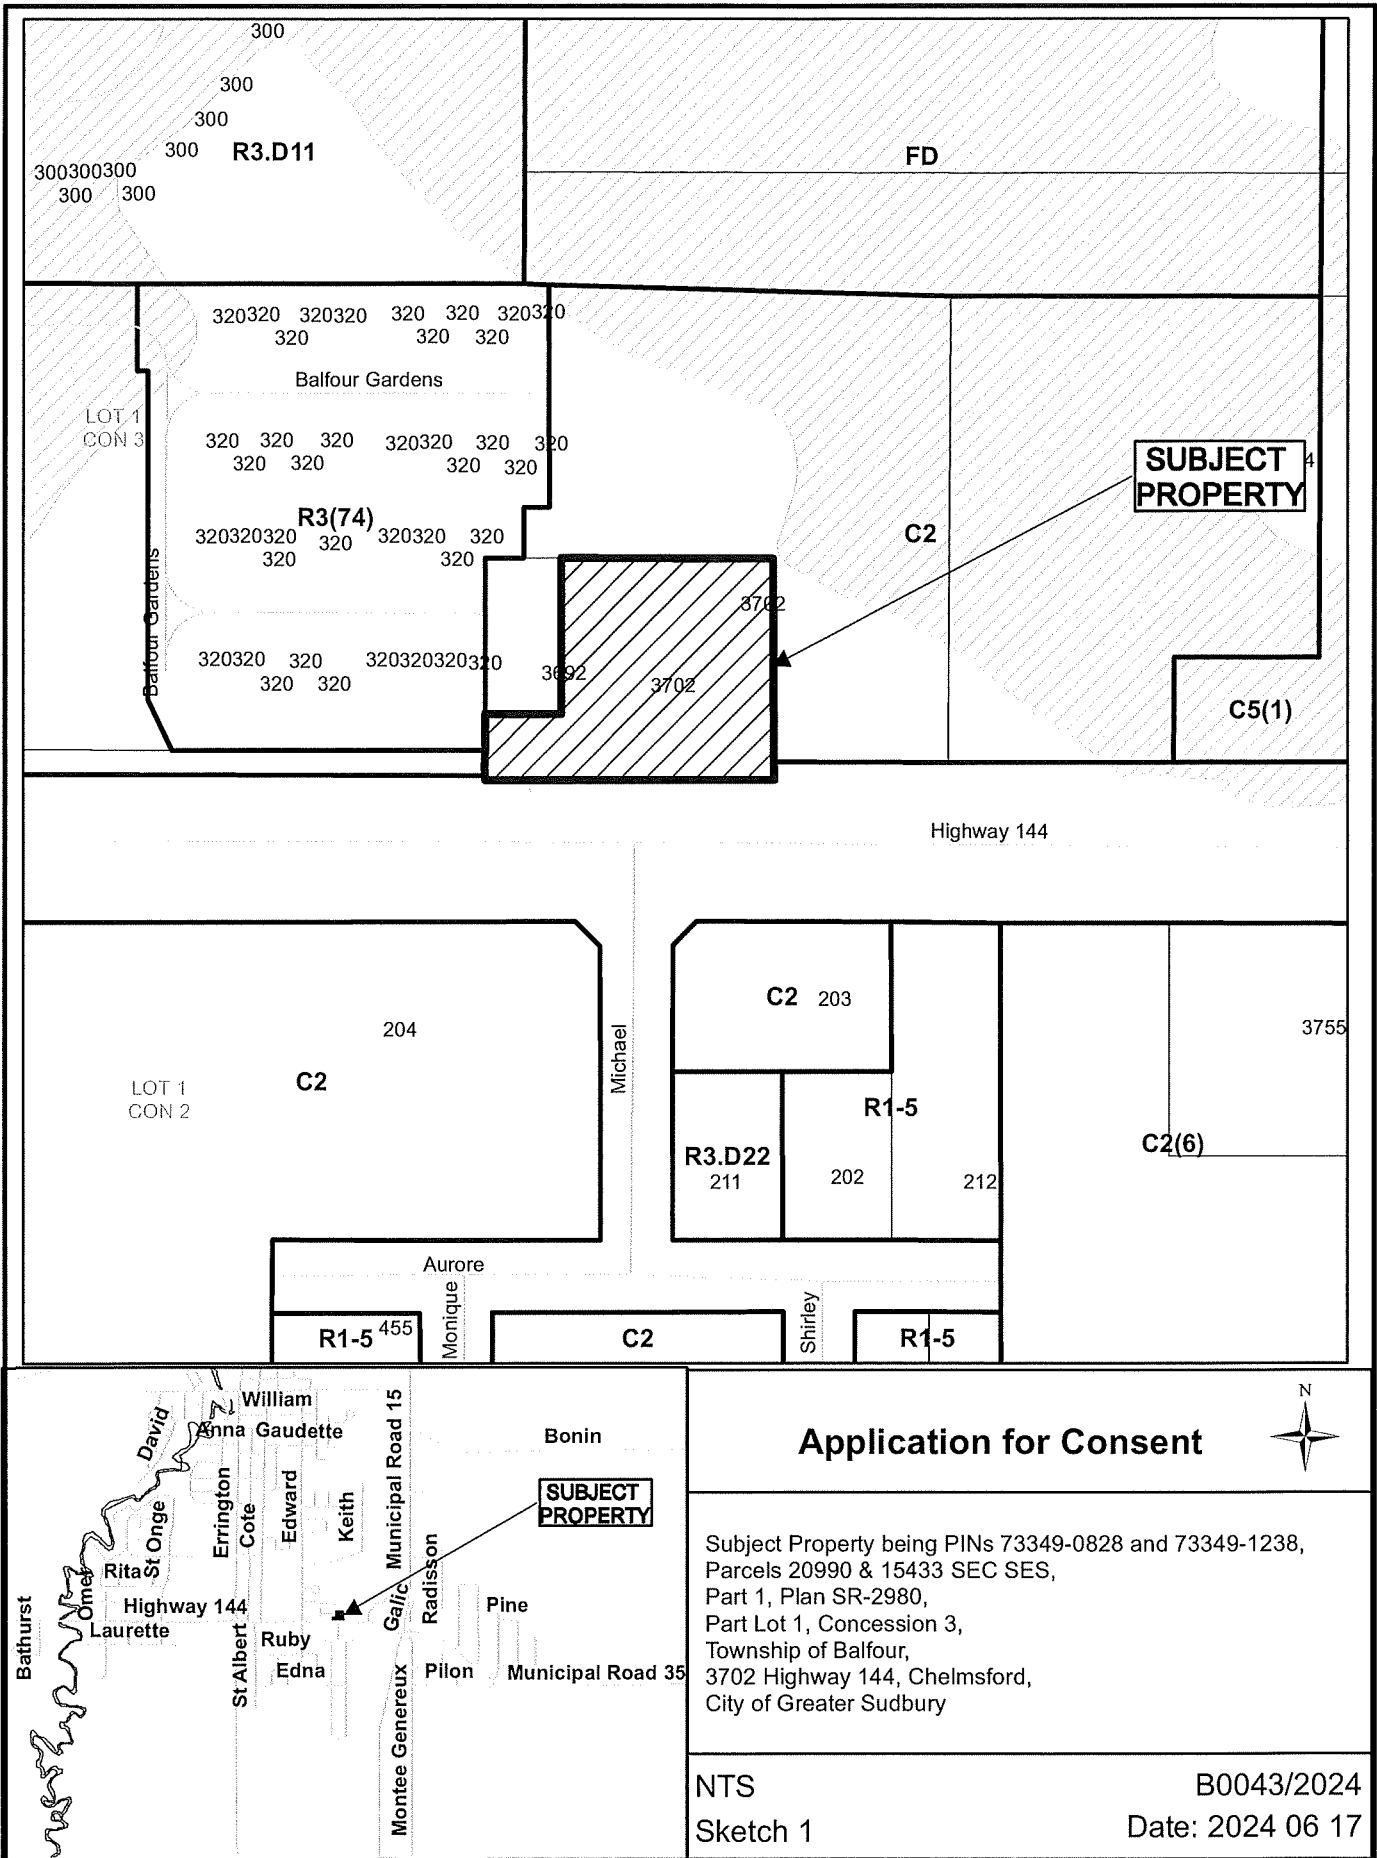 300
300
300
300 R3.D11
FD
300300300
300 300
320320 320320 320 320 320320
320 320 320
Balfour Gardens
LOT 1
CON 3
320 320 320 320320 320 320
320 320 320 320
SUBJECT
PROPERTY
4
R3(74)
C2
320320320 320 320320 320
320 320
Balfour Gardens
3702
320320 320 320320320320
320 320
3692
3702
C5(1)
Highway 144
C2 203
204
3755
Michael
C2
LOT 1
CON 2
R1-5
C2(6)
R3.D22
211
202
212
Aurore
Monique
Shirley
R1-5 455
C2
R1-5
William
David
Anna Gaudette
Municipal Road 15
Bonin
SUBJECT
PROPERTY
Errington
Cote
Edward
Keith
St Onge
Rita
Omer
Radisson
Galic
Highway 144
Pine
Bathurst
Laurette
St Albert
Ruby
Edna
Pilon
Municipal Road 35
Montee Genereux
Application for Consent
N
Subject Property being PINs 73349-0828 and 73349-1238,
Parcels 20990 & 15433 SEC SES,
Part 1, Plan SR-2980,
Part Lot 1, Concession 3,
Township of Balfour,
3702 Highway 144, Chelmsford,
City of Greater Sudbury
NTS
B0043/2024
Sketch 1
Date: 2024 06 17